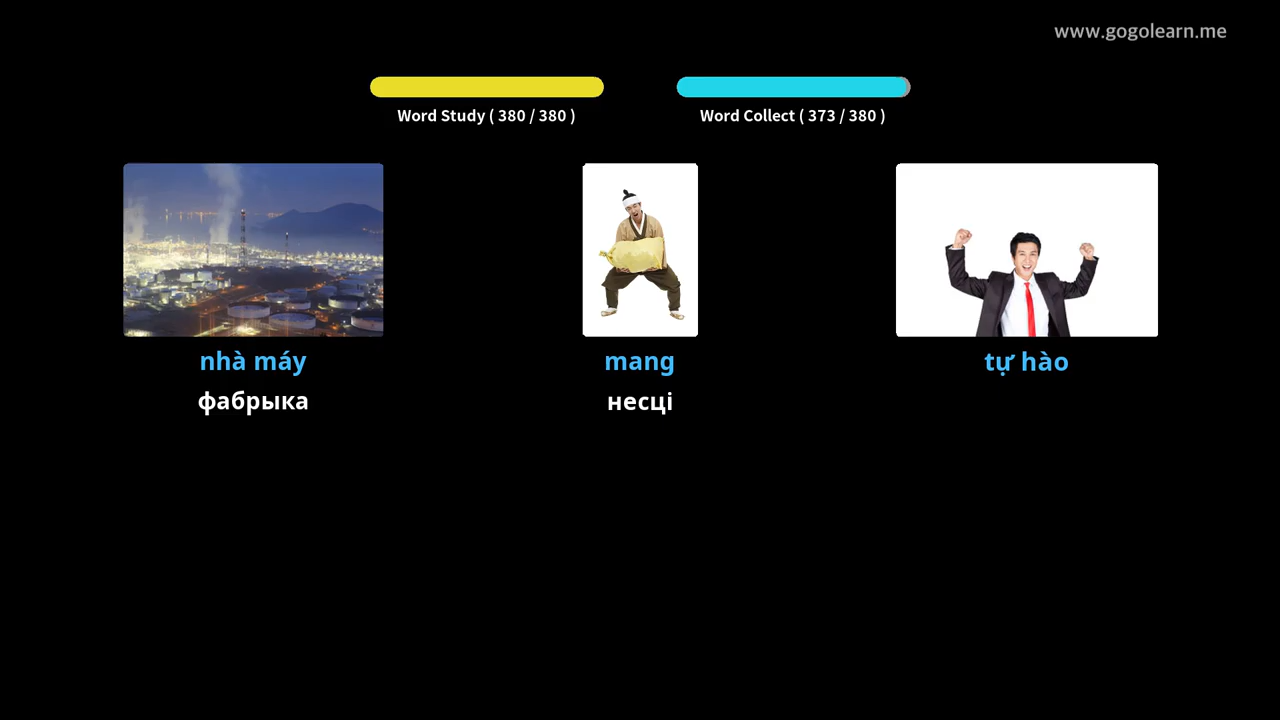 www.gogolearn.me
Word Study ( 380 / 380 )
Word Collect ( 373 / 380 )
nhà máy
mang
tự hào
фабрыка
несці